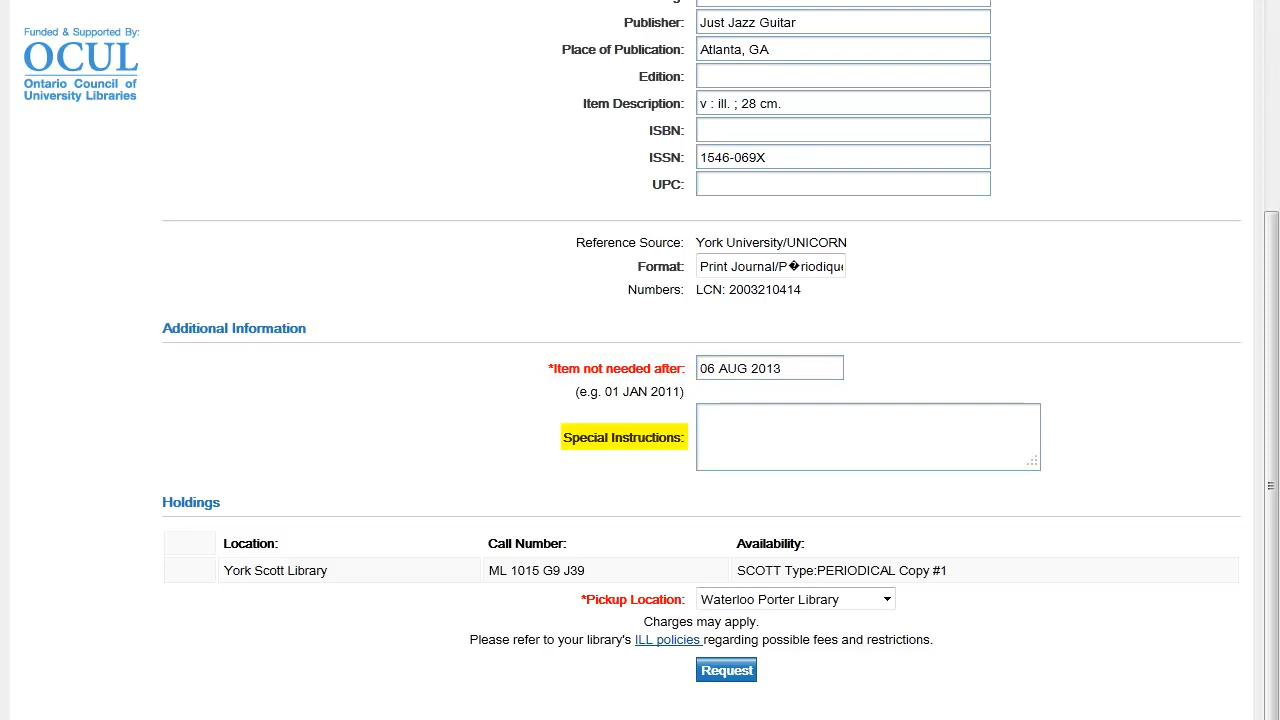 Funded & Supported By:
OCUL
Ontario Council of
University Libraries
Publisher: Just Jazz Guitar
Place of Publication: Atlanta, GA
Edition:
Item Description: v : ill. ; 28 cm.
ISBN:
ISSN: 1546-069X
UPC:
Reference Source: York University/UNICORN
Format: Print Journal/P�riodique
Numbers: LCN: 2003210414
Additional Information
*Item not needed after: 06 AUG 2013
(e.g. 01 JAN 2011)
Special Instructions:
Holdings
Location: Call Number: Availability:
York Scott Library ML 1015 G9 J39 SCOTT Type:PERIODICAL Copy #1
*Pickup Location: Waterloo Porter Library
Charges may apply.
Please refer to your library's ILL policies regarding possible fees and restrictions.
Request